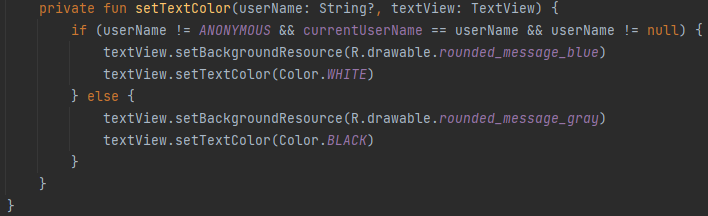 private fun setTextColor(userName: String?, textView: TextView) {
if (userName != ANONYMOUS && currentUserName == userName && userName != null) {
textView.setBackgroundResource(R.drawable.rounded_message_blue)
textView.setTextColor(Color.WHITE)
} else {
textView.setBackgroundResource(R.drawable.rounded_message_gray)
textView.setTextColor(Color.BLACK)
}
}
}